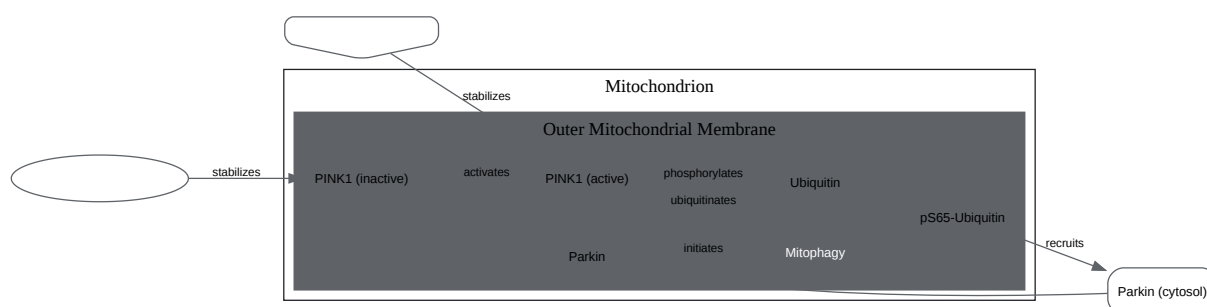 Mitochondrion
stabilizes
Outer Mitochondrial Membrane
stabilizes
PINK1 (inactive)
activates
PINK1 (active)
phosphorylates
Ubiquitin
ubiquitinates
pS65-Ubiquitin
recruits
Parkin
initiates
Mitophagy
Parkin (cytosol)